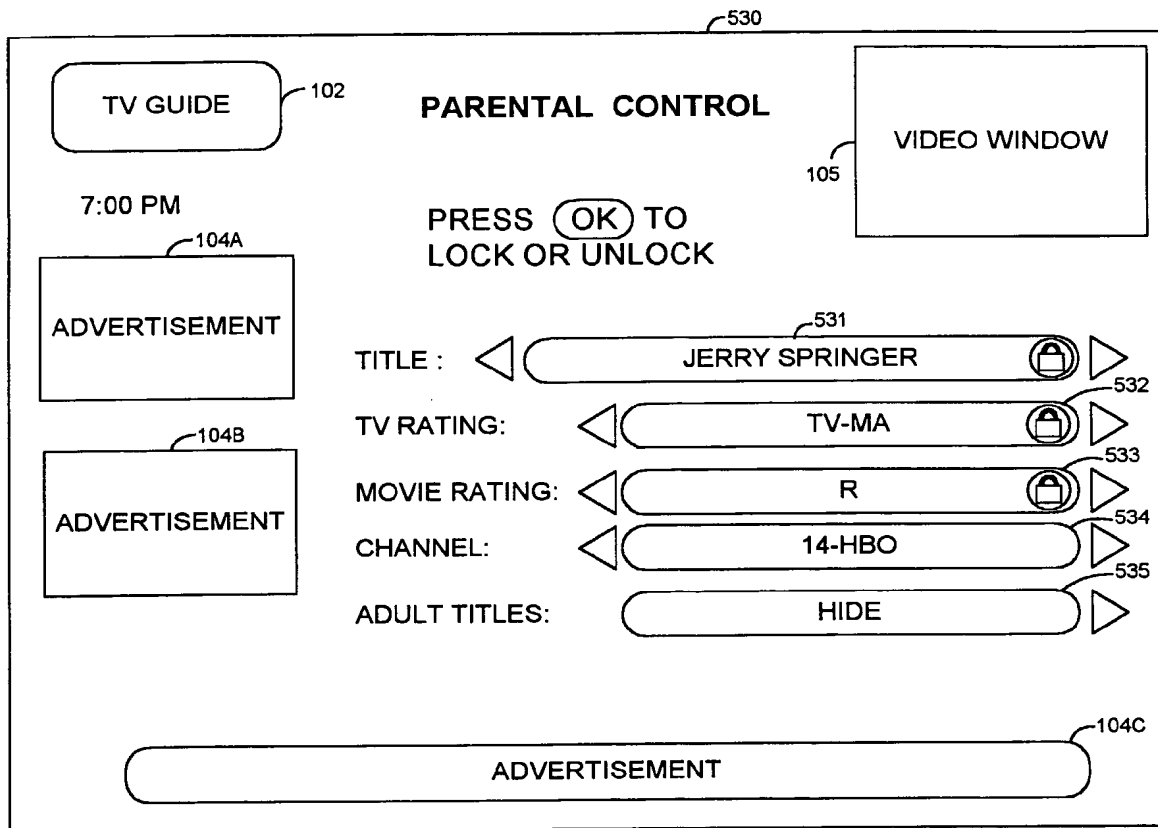 530
TV GUIDE
102
PARENTAL CONTROL
VIDEO WINDOW
105
7:00 PM
PRESS OK TO
LOCK OR UNLOCK
104A
ADVERTISEMENT
531
TITLE : JERRY SPRINGER
532
TV RATING: TV-MA
104B
ADVERTISEMENT
533
MOVIE RATING: R
534
CHANNEL: 14-HBO
535
ADULT TITLES: HIDE
104C
ADVERTISEMENT